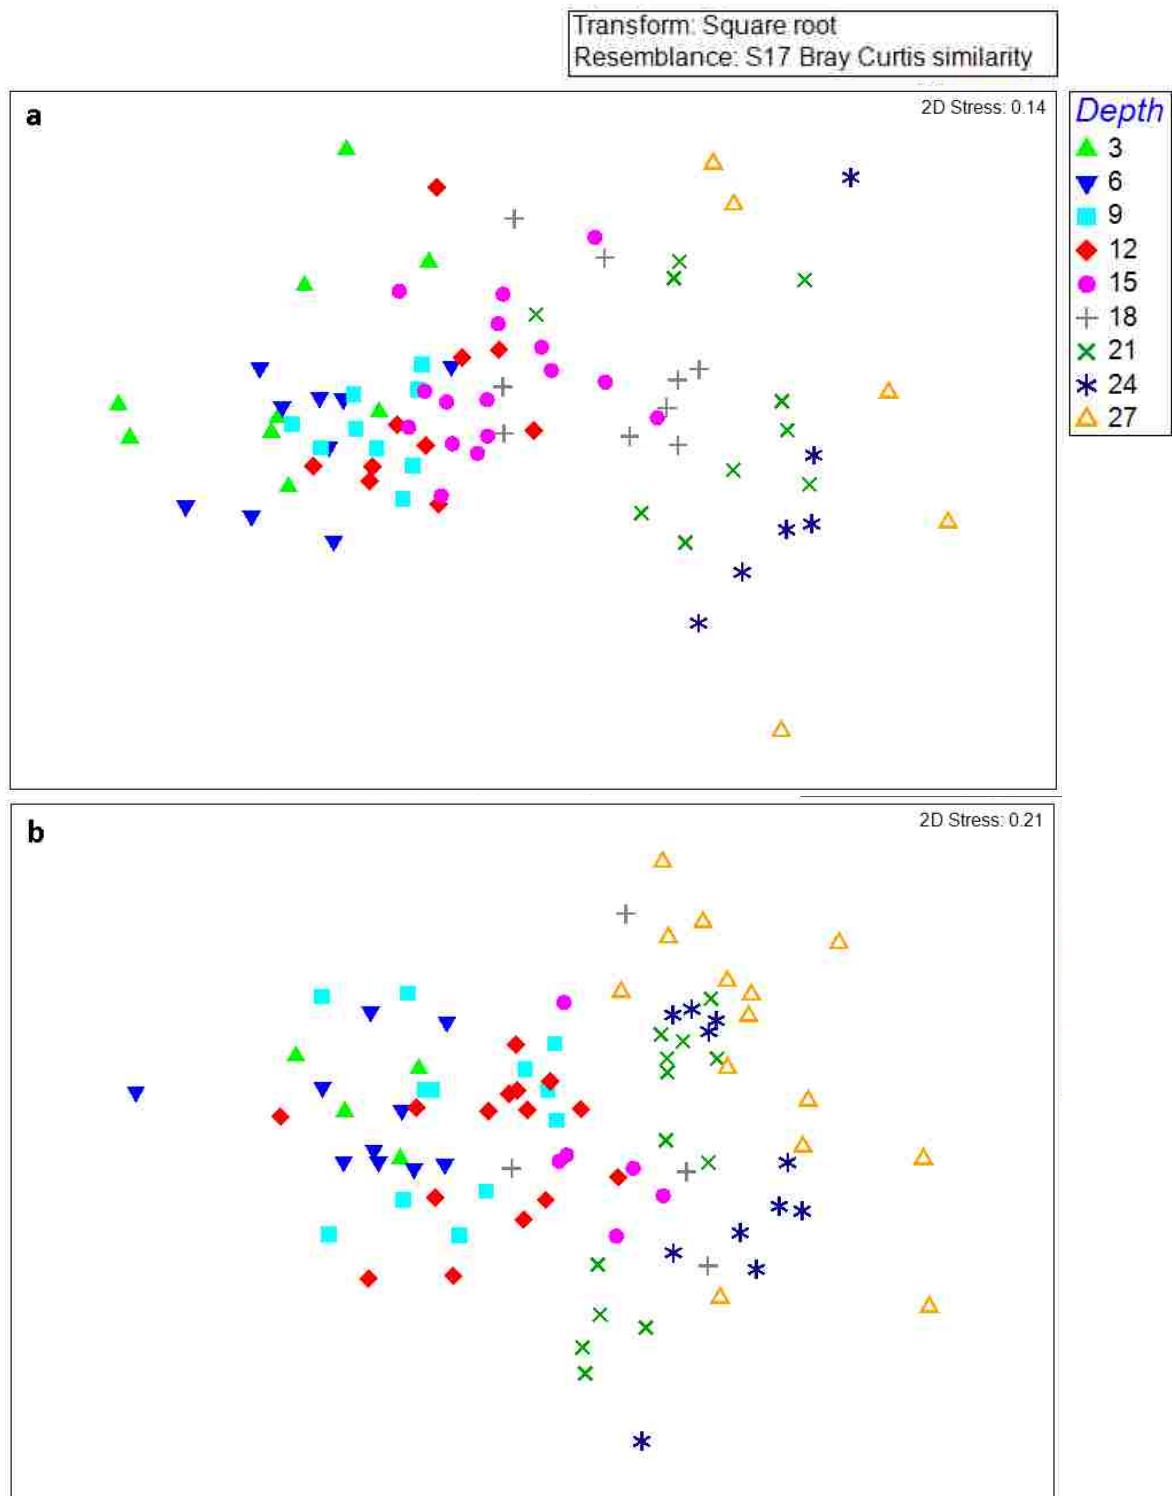 Transform: Square root
Resemblance: S17 Bray Curtis similarity
a
2D Stress: 0.14
Depth
3
6
9
12
15
18
21
24
27
b
2D Stress: 0.21